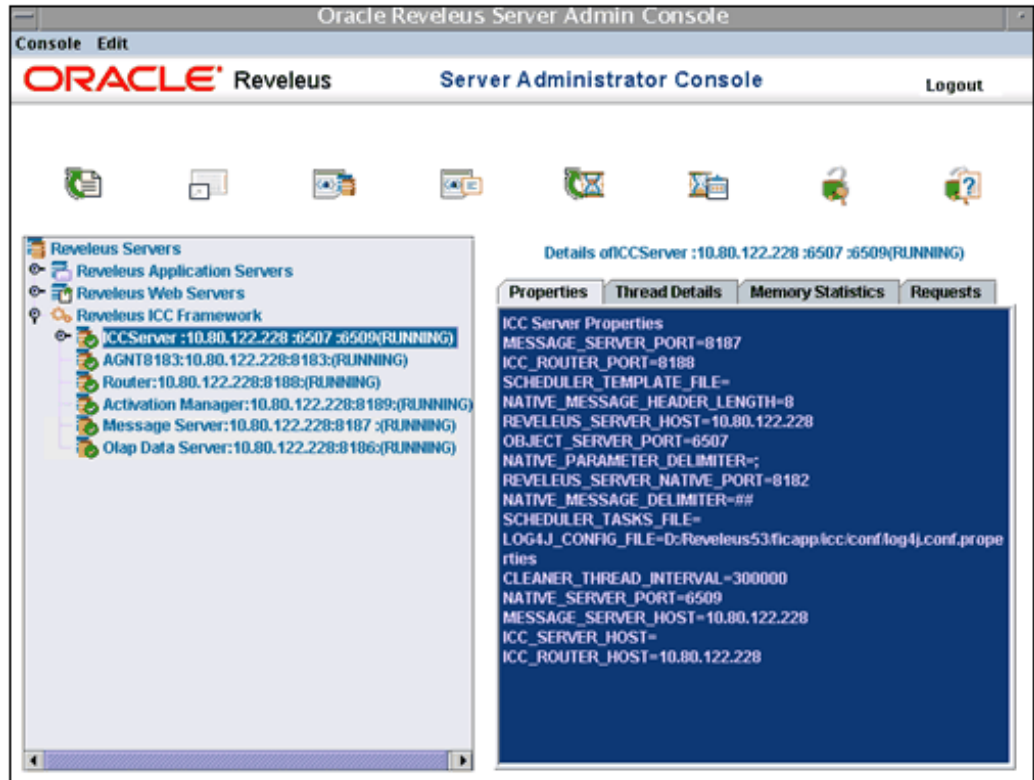 Oracle Reveleus Server Admin Console
Console Edit
ORACLE Reveleus Server Administrator Console Logout
Reveleus Servers
Reveleus Application Servers
Reveleus Web Servers
Reveleus ICC Framework
ICCServer :10.80.122.228 :6507 :6509(RUNNING)
AGNT8183:10.80.122.228:8183:(RUNNING)
Router:10.80.122.228:8188:(RUNNING)
Activation Manager:10.80.122.228:8189:(RUNNING)
Message Server:10.80.122.228:8187 :(RUNNING)
Olap Data Server:10.80.122.228:8186:(RUNNING)
Details ofICCServer :10.80.122.228 :6507 :6509(RUNNING)
Properties Thread Details Memory Statistics Requests
ICC Server Properties
MESSAGE_SERVER_PORT=8187
ICC_ROUTER_PORT=8188
SCHEDULER_TEMPLATE_FILE=
NATIVE_MESSAGE_HEADER_LENGTH=8
REVELEUS_SERVER_HOST=10.80.122.228
OBJECT_SERVER_PORT=6507
NATIVE_PARAMETER_DELIMITER=;
REVELEUS_SERVER_NATIVE_PORT=8182
NATIVE_MESSAGE_DELIMITER=##
SCHEDULER_TASKS_FILE=
LOG4J_CONFIG_FILE=D:/Reveleus53/ficapp/icc/conf/log4j.conf.prope
rties
CLEANER_THREAD_INTERVAL=300000
NATIVE_SERVER_PORT=6509
MESSAGE_SERVER_HOST=10.80.122.228
ICC_SERVER_HOST=
ICC_ROUTER_HOST=10.80.122.228